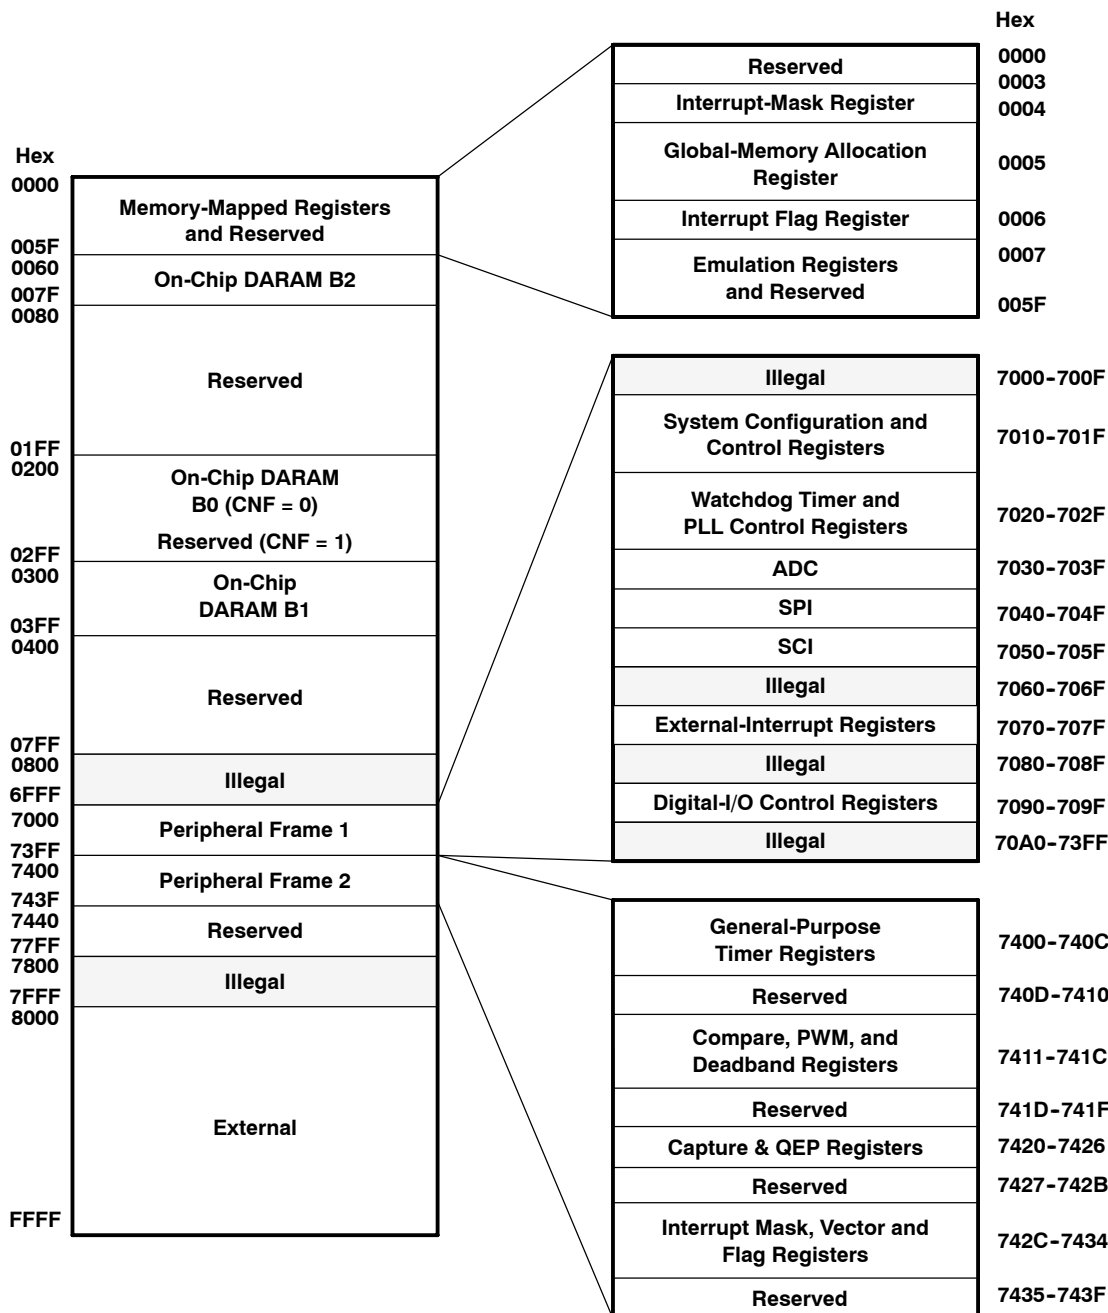 Hex
0000
Memory-Mapped Registers
and Reserved
005F
0060
On-Chip DARAM B2
007F
0080
Reserved
01FF
0200
On-Chip DARAM
B0 (CNF = 0)
Reserved (CNF = 1)
02FF
0300
On-Chip
DARAM B1
03FF
0400
Reserved
07FF
0800
Illegal
6FFF
7000
Peripheral Frame 1
73FF
7400
Peripheral Frame 2
743F
7440
Reserved
77FF
7800
Illegal
7FFF
8000
External
FFFF
Hex
Reserved
0000
0003
Interrupt-Mask Register
0004
Global-Memory Allocation
Register
0005
Interrupt Flag Register
0006
0007
Emulation Registers
and Reserved
005F
Illegal
7000-700F
System Configuration and
Control Registers
7010-701F
Watchdog Timer and
PLL Control Registers
7020-702F
ADC
7030-703F
SPI
7040-704F
SCI
7050-705F
Illegal
7060-706F
External-Interrupt Registers
7070-707F
Illegal
7080-708F
Digital-I/O Control Registers
7090-709F
Illegal
70A0-73FF
General-Purpose
Timer Registers
7400-740C
Reserved
740D-7410
Compare, PWM, and
Deadband Registers
7411-741C
Reserved
741D-741F
Capture & QEP Registers
7420-7426
Reserved
7427-742B
Interrupt Mask, Vector and
Flag Registers
742C-7434
Reserved
7435-743F